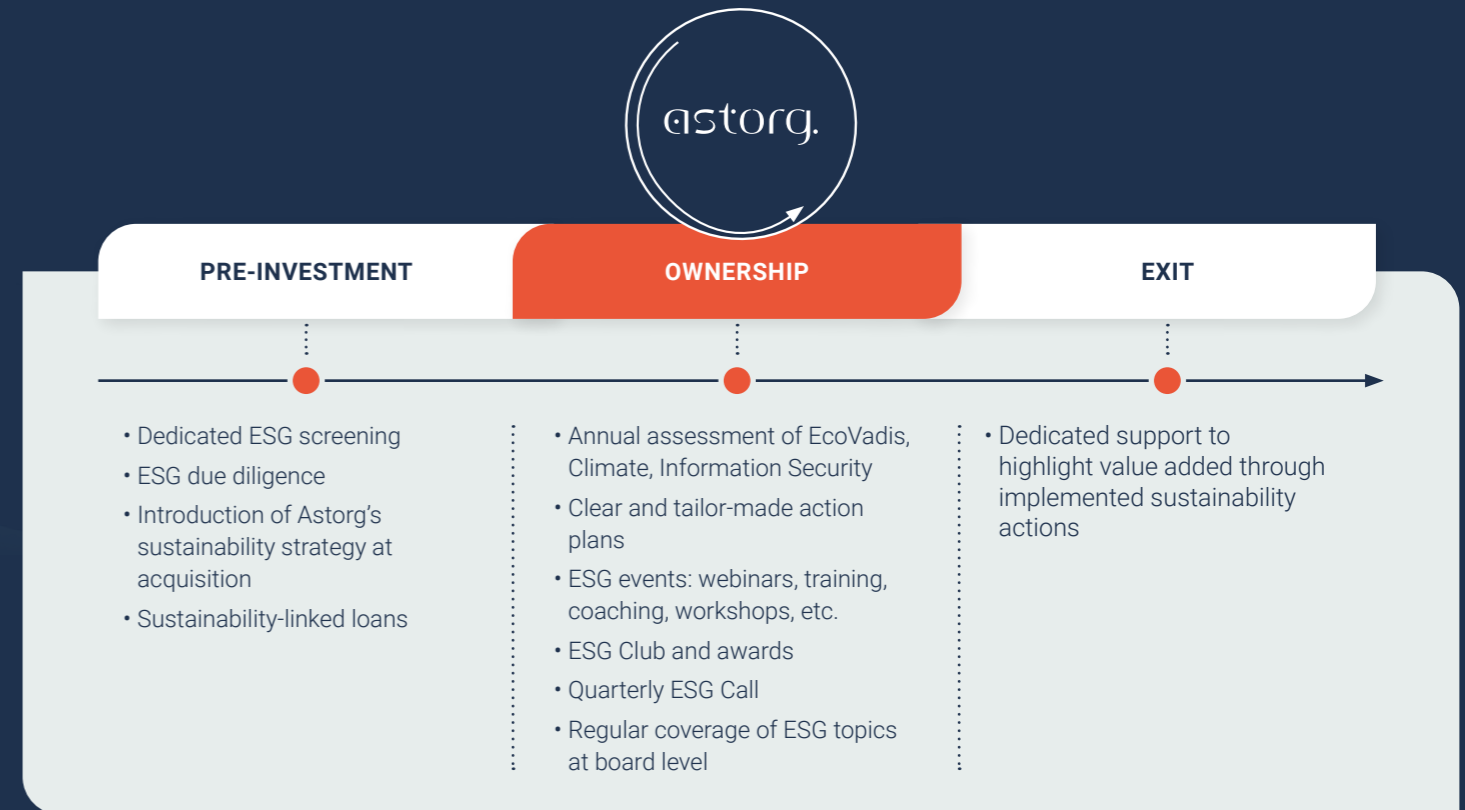 astorg.
PRE-INVESTMENT
OWNERSHIP
EXIT
• Dedicated ESG screening
• ESG due diligence
• Introduction of Astorg’s
sustainability strategy at
acquisition
• Sustainability-linked loans
• Annual assessment of EcoVadis,
Climate, Information Security
• Clear and tailor-made action
plans
• ESG events: webinars, training,
coaching, workshops, etc.
• ESG Club and awards
• Quarterly ESG Call
• Regular coverage of ESG topics
at board level
• Dedicated support to
highlight value added through
implemented sustainability
actions